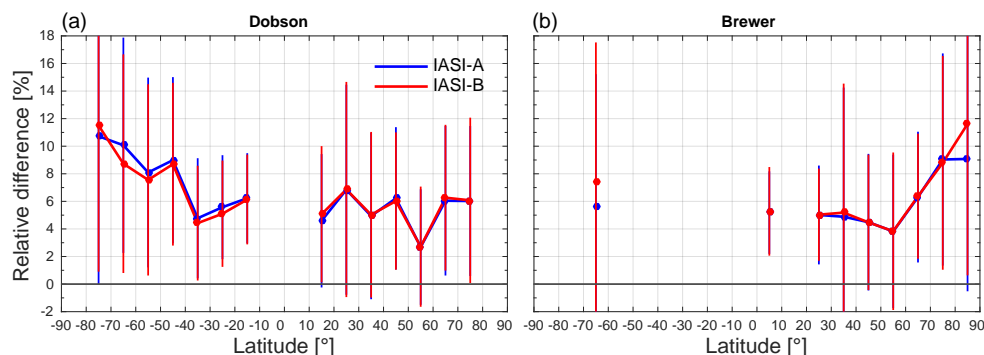 (a) Dobson
18
16
14
12
10
8
6
4
2
0
-2
Relative difference [%]
IASI-A
IASI-B
-90 -80 -70 -60 -50 -40 -30 -20 -10 0 10 20 30 40 50 60 70 80 90
Latitude [°]
(b) Brewer
-90 -80 -70 -60 -50 -40 -30 -20 -10 0 10 20 30 40 50 60 70 80 90
Latitude [°]